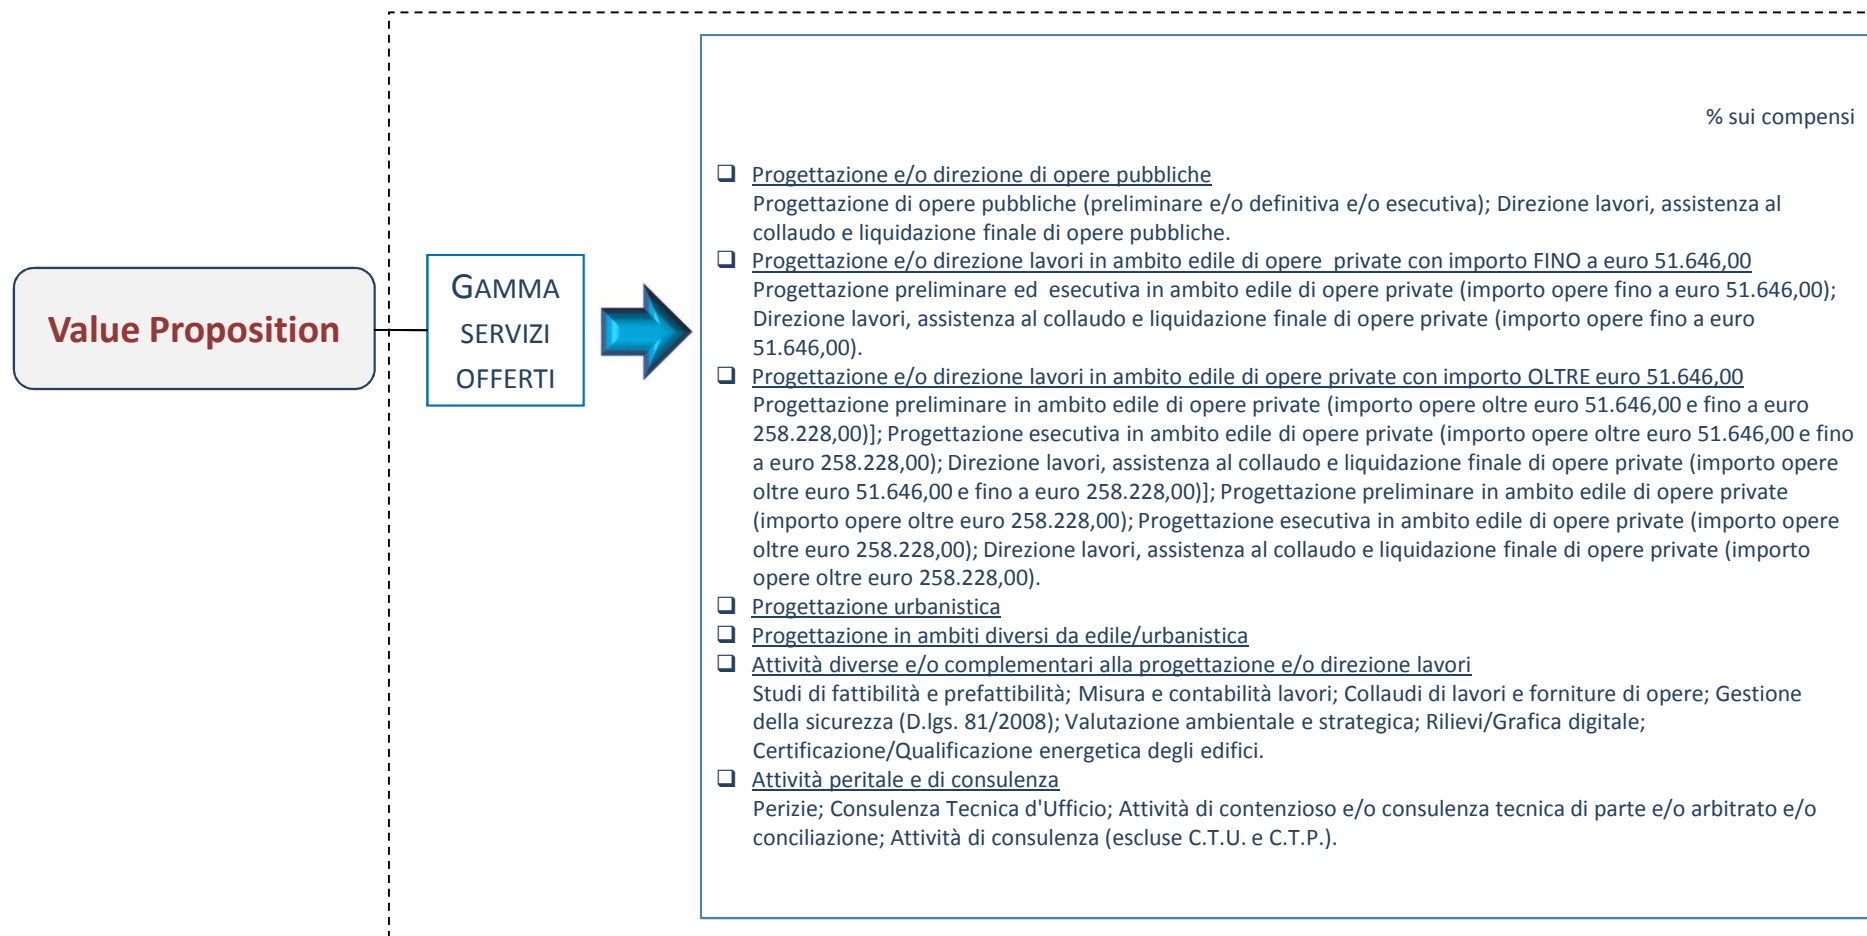 Value Proposition
GAMMA
SERVIZI
OFFERTI
% sui compensi
❑ Progettazione e/o direzione di opere pubbliche
Progettazione di opere pubbliche (preliminare e/o definitiva e/o esecutiva); Direzione lavori, assistenza al
collaudo e liquidazione finale di opere pubbliche.
❑ Progettazione e/o direzione lavori in ambito edile di opere private con importo FINO a euro 51.646,00
Progettazione preliminare ed esecutiva in ambito edile di opere private (importo opere fino a euro 51.646,00);
Direzione lavori, assistenza al collaudo e liquidazione finale di opere private (importo opere fino a euro
51.646,00).
❑ Progettazione e/o direzione lavori in ambito edile di opere private con importo OLTRE euro 51.646,00
Progettazione preliminare in ambito edile di opere private (importo opere oltre euro 51.646,00 e fino a euro
258.228,00)]; Progettazione esecutiva in ambito edile di opere private (importo opere oltre euro 51.646,00 e fino
a euro 258.228,00); Direzione lavori, assistenza al collaudo e liquidazione finale di opere private (importo opere
oltre euro 51.646,00 e fino a euro 258.228,00)]; Progettazione preliminare in ambito edile di opere private
(importo opere oltre euro 258.228,00); Progettazione esecutiva in ambito edile di opere private (importo opere
oltre euro 258.228,00); Direzione lavori, assistenza al collaudo e liquidazione finale di opere private (importo
opere oltre euro 258.228,00).
❑ Progettazione urbanistica
❑ Progettazione in ambiti diversi da edile/urbanistica
❑ Attività diverse e/o complementari alla progettazione e/o direzione lavori
Studi di fattibilità e prefattibilità; Misura e contabilità lavori; Collaudi di lavori e forniture di opere; Gestione
della sicurezza (D.lgs. 81/2008); Valutazione ambientale e strategica; Rilievi/Grafica digitale;
Certificazione/Qualificazione energetica degli edifici.
❑ Attività peritale e di consulenza
Perizie; Consulenza Tecnica d'Ufficio; Attività di contenzioso e/o consulenza tecnica di parte e/o arbitrato e/o
conciliazione; Attività di consulenza (escluse C.T.U. e C.T.P.).